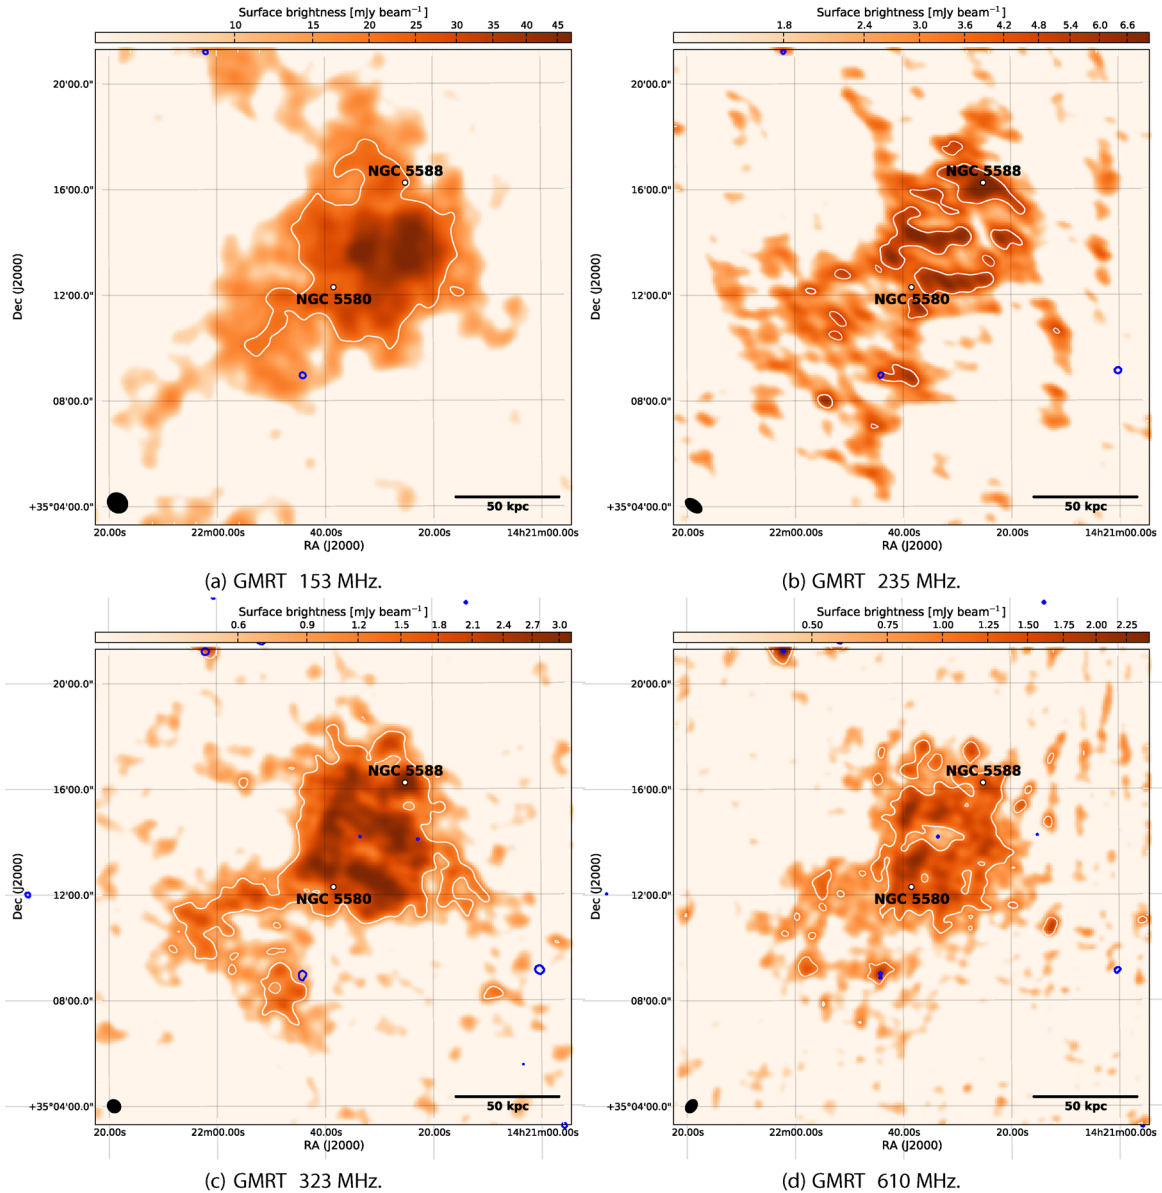 Surface brightness [mJy beam⁻¹]
10 15 20 25 30 35 40 45
20'00.0"
16'00.0"
12'00.0"
08'00.0"
+35°04'00.0"
Dec (J2000)
NGC 5588
NGC 5580
50 kpc
20.00s 22m00.00s 40.00s 20.00s 14h21m00.00s
RA (J2000)
(a) GMRT 153 MHz.
Surface brightness [mJy beam⁻¹]
1.8 2.4 3.0 3.6 4.2 4.8 5.4 6.0 6.6
20'00.0"
16'00.0"
12'00.0"
08'00.0"
+35°04'00.0"
Dec (J2000)
NGC 5588
NGC 5580
50 kpc
20.00s 22m00.00s 40.00s 20.00s 14h21m00.00s
RA (J2000)
(b) GMRT 235 MHz.
Surface brightness [mJy beam⁻¹]
0.6 0.9 1.2 1.5 1.8 2.1 2.4 2.7 3.0
20'00.0"
16'00.0"
12'00.0"
08'00.0"
+35°04'00.0"
Dec (J2000)
NGC 5588
NGC 5580
50 kpc
20.00s 22m00.00s 40.00s 20.00s 14h21m00.00s
RA (J2000)
(c) GMRT 323 MHz.
Surface brightness [mJy beam⁻¹]
0.50 0.75 1.00 1.25 1.50 1.75 2.00 2.25
20'00.0"
16'00.0"
12'00.0"
08'00.0"
+35°04'00.0"
Dec (J2000)
NGC 5588
NGC 5580
50 kpc
20.00s 22m00.00s 40.00s 20.00s 14h21m00.00s
RA (J2000)
(d) GMRT 610 MHz.